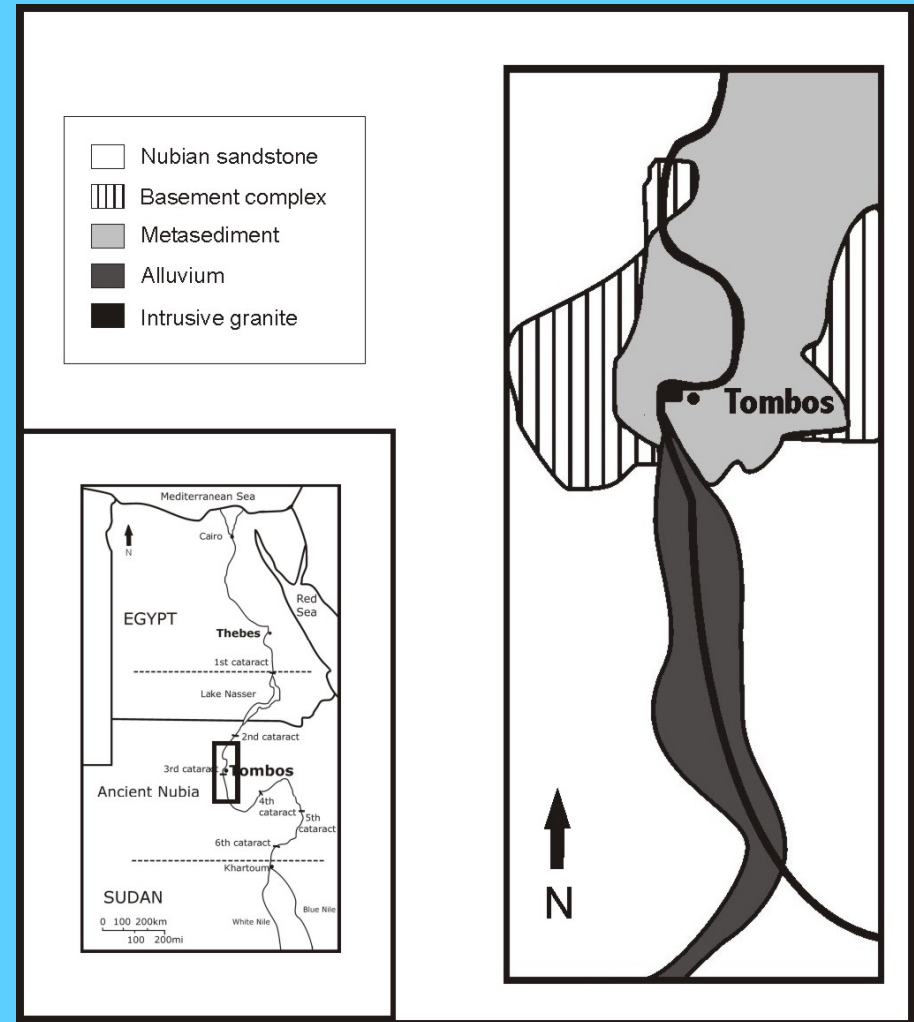 Nubian sandstone
Basement complex
Metasediment
Alluvium
Intrusive granite
Tombos
N
Mediterranean Sea
N
Cairo
Red
Sea
EGYPT
Thebes
1st cataract
Lake Nasser
2nd cataract
3rd cataract
Tombos
Ancient Nubia
4th
cataract
5th
cataract
6th cataract
Khartoum
SUDAN
Blue Nile
White Nile
0 100 200km
100 200mi